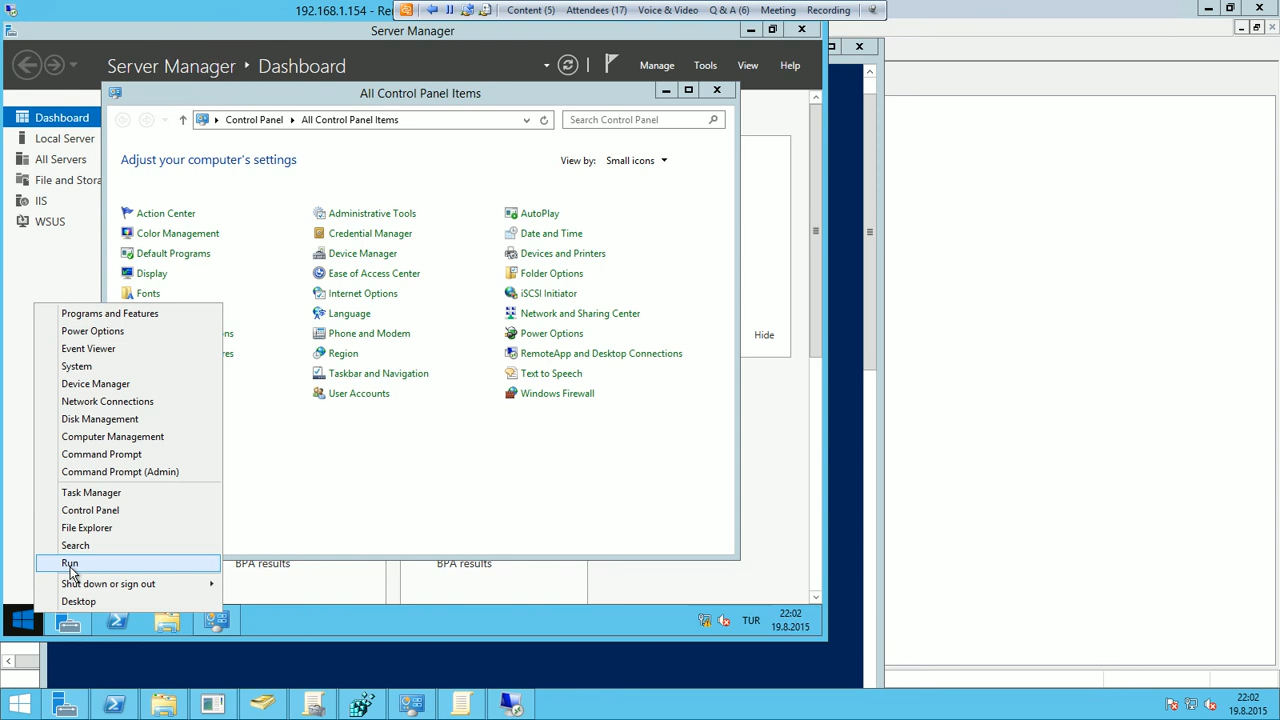 192.168.1.154 - Re
Content (5) Attendees (17) Voice & Video Q & A (6) Meeting Recording
Server Manager
Server Manager Dashboard
Manage Tools View Help
All Control Panel Items
Control Panel All Control Panel Items
Search Control Panel
Dashboard
Local Server
All Servers
File and Stora
IIS
WSUS
Adjust your computer's settings
View by: Small icons
Action Center Administrative Tools AutoPlay
Color Management Credential Manager Date and Time
Default Programs Device Manager Devices and Printers
Display Ease of Access Center Folder Options
Fonts Internet Options iSCSI Initiator
Language Network and Sharing Center
ns Phone and Modem Power Options
res Region RemoteApp and Desktop Connections
Taskbar and Navigation Text to Speech
User Accounts Windows Firewall
Hide
Programs and Features
Power Options
Event Viewer
System
Device Manager
Network Connections
Disk Management
Computer Management
Command Prompt
Command Prompt (Admin)
Task Manager
Control Panel
File Explorer
Search
Run
Shut down or sign out
Desktop
BPA results BPA results
TUR
22:02
19.8.2015
22:02
19.8.2015